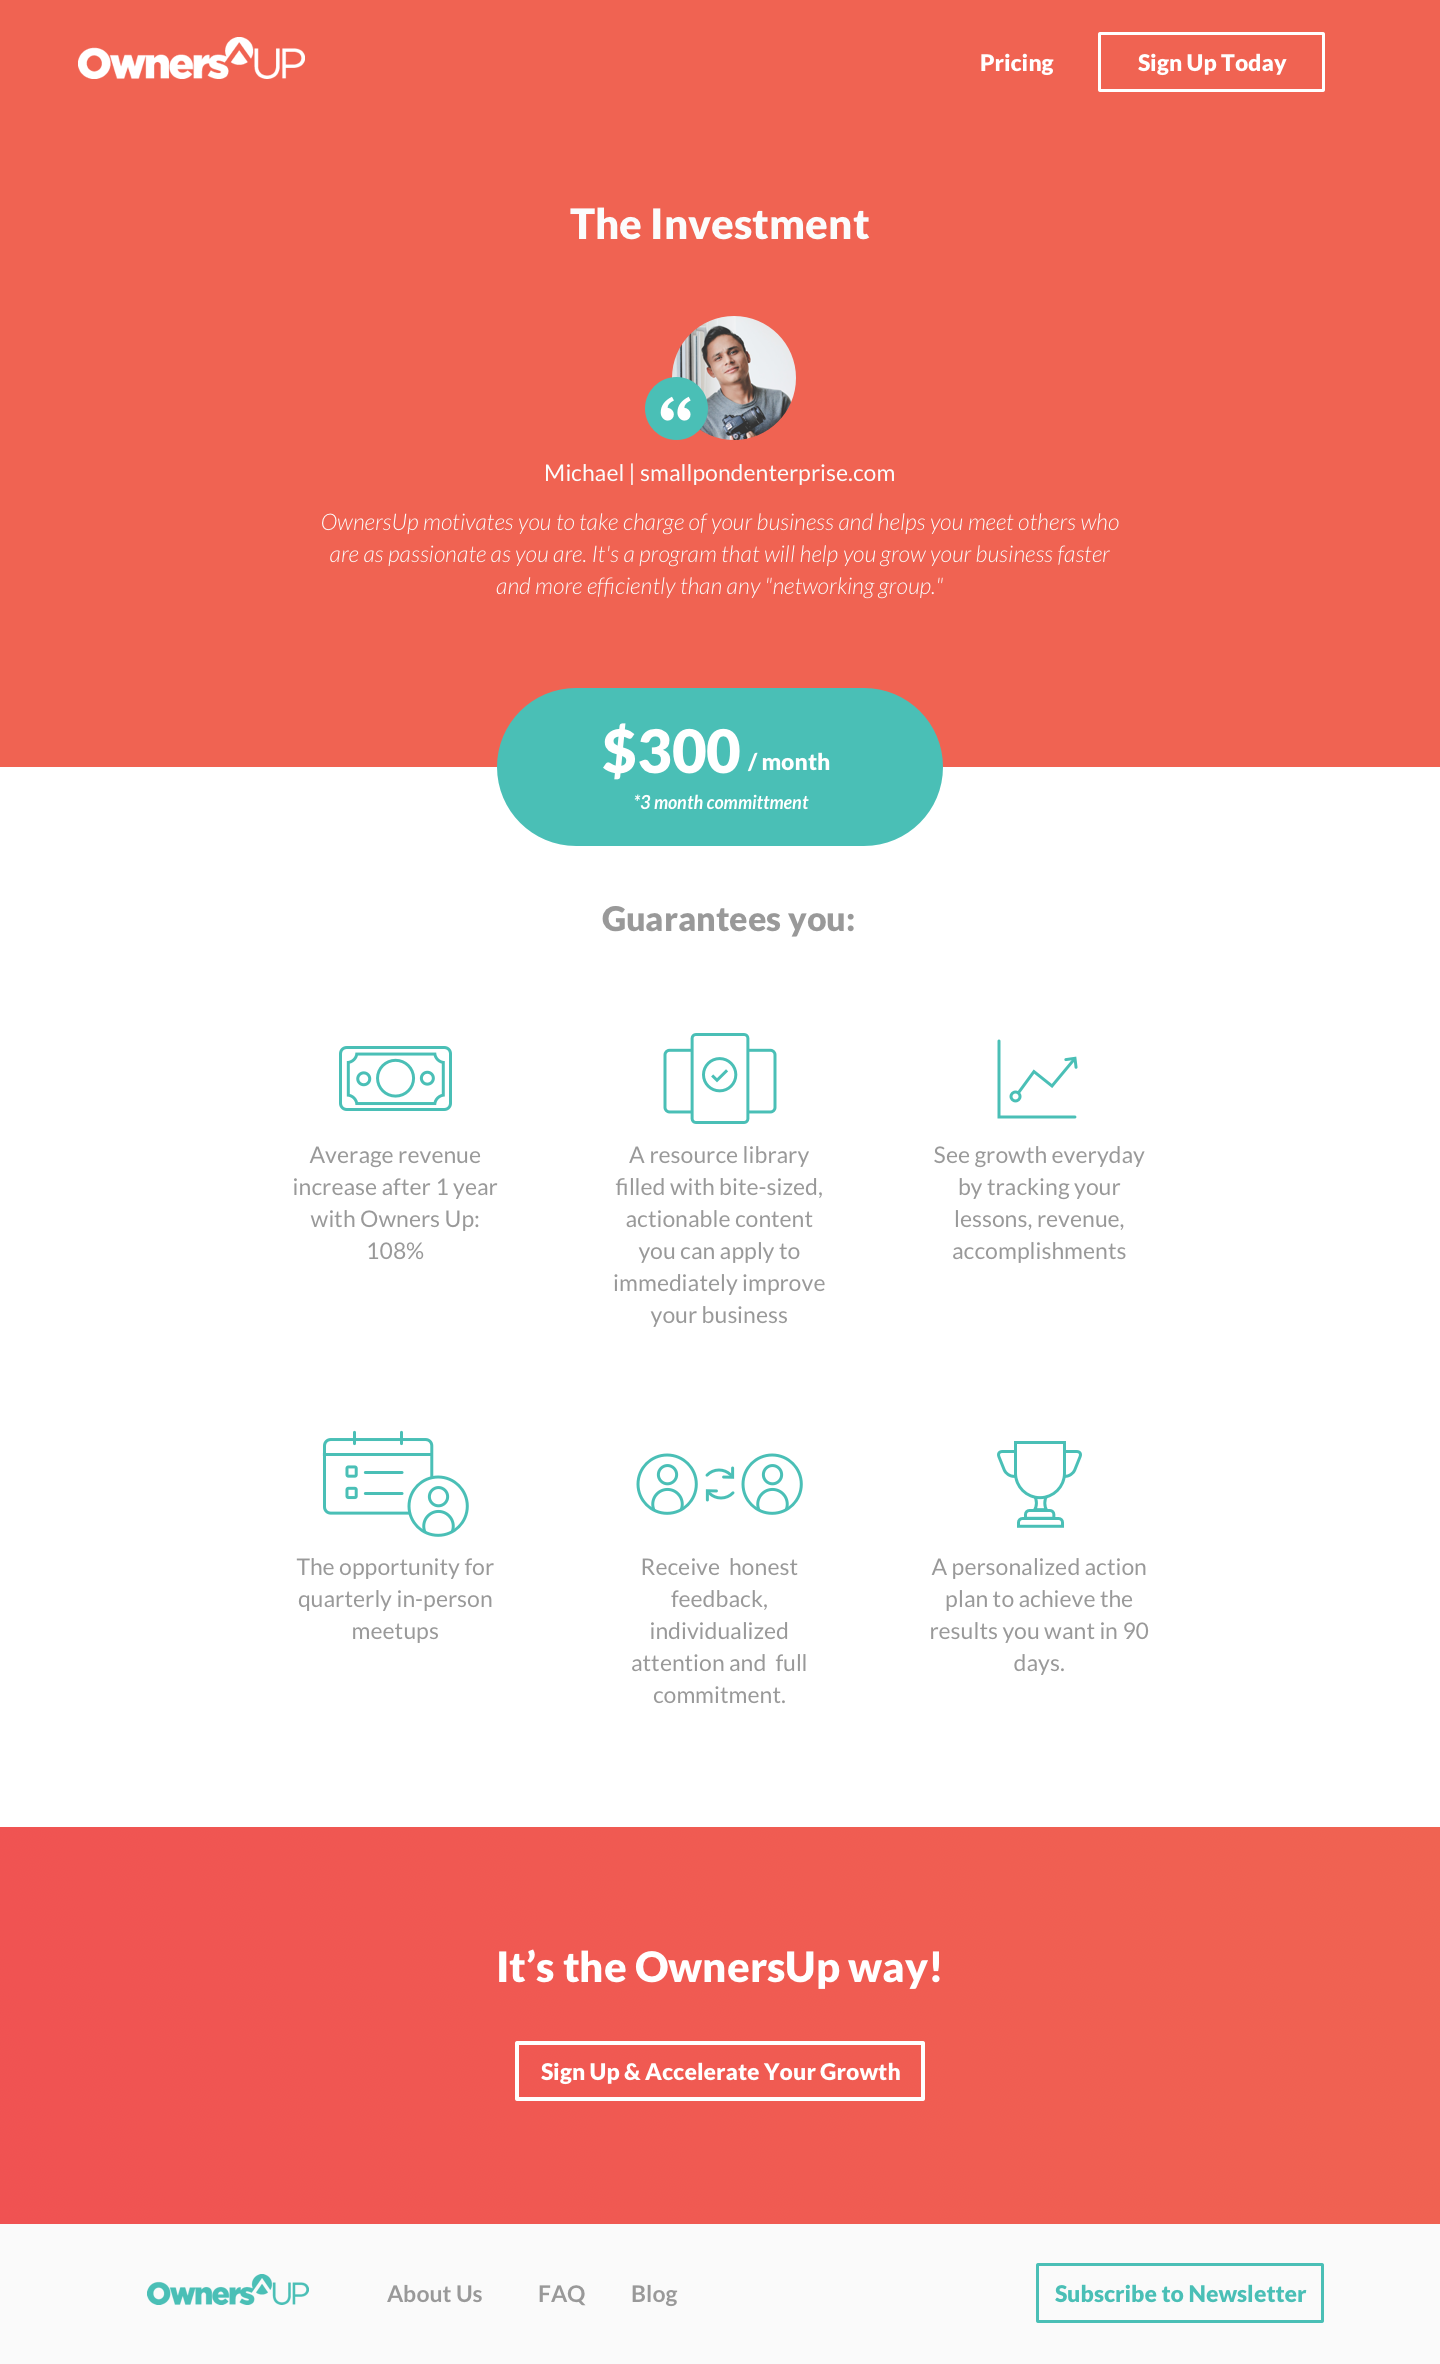 OwnersUP
Pricing
Sign Up Today
The Investment
“
Michael | smallpondenterprise.com
OwnersUp motivates you to take charge of your business and helps you meet others who
are as passionate as you are. It's a program that will help you grow your business faster
and more efficiently than any "networking group."
$300 / month
*3 month committment
Guarantees you:
Average revenue
increase after 1 year
with Owners Up:
108%
A resource library
filled with bite-sized,
actionable content
you can apply to
immediately improve
your business
See growth everyday
by tracking your
lessons, revenue,
accomplishments
The opportunity for
quarterly in-person
meetups
Receive  honest
feedback,
individualized
attention and  full
commitment.
A personalized action
plan to achieve the
results you want in 90
days.
It’s the OwnersUp way!
Sign Up & Accelerate Your Growth
OwnersUP
About Us
FAQ
Blog
Subscribe to Newsletter